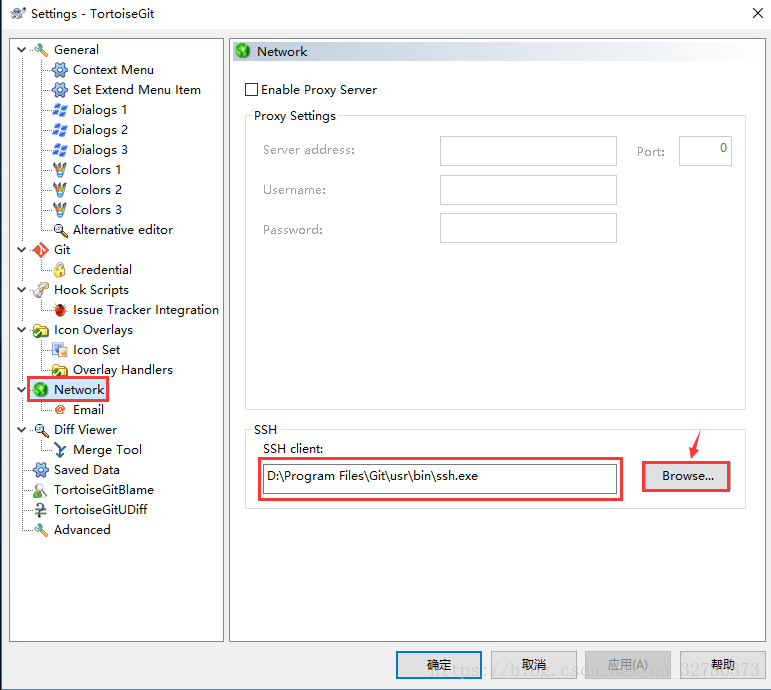 Settings - TortoiseGit
General
Context Menu
Set Extend Menu Item
Dialogs 1
Dialogs 2
Dialogs 3
Colors 1
Colors 2
Colors 3
Alternative editor
Git
Credential
Hook Scripts
Issue Tracker Integration
Icon Overlays
Icon Set
Overlay Handlers
Network
Email
Diff Viewer
Merge Tool
Saved Data
TortoiseGitBlame
TortoiseGitUDiff
Advanced
Network
Enable Proxy Server
Proxy Settings
Server address:
Port:
0
Username:
Password:
SSH
SSH client:
D:\Program Files\Git\usr\bin\ssh.exe
Browse...
确定
取消
应用(A)
帮助